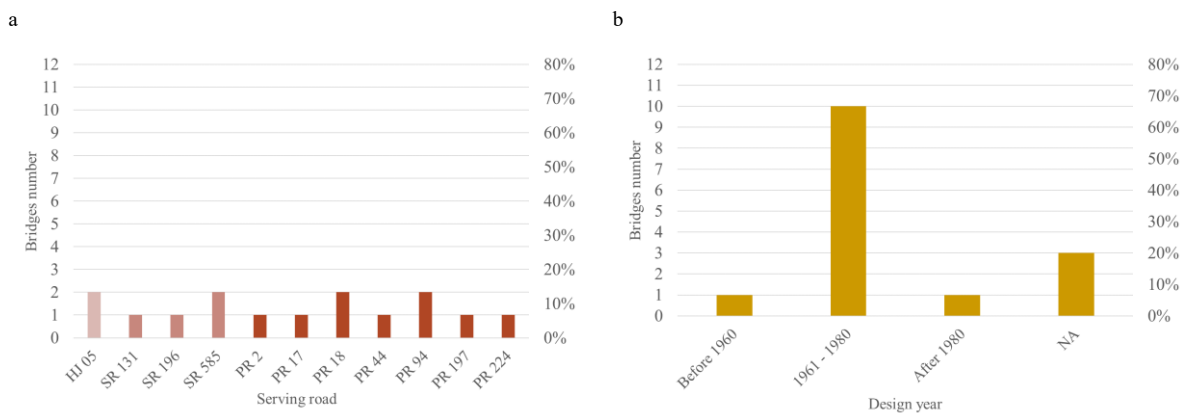 a
12
11
10
9
8
7
6
5
4
3
2
1
0
Bridges number
80%
70%
60%
50%
40%
30%
20%
10%
0%
HJ 05
SR 131
SR 196
SR 585
PR 2
PR 17
PR 18
PR 44
PR 94
PR 197
PR 224
Serving road
b
12
11
10
9
8
7
6
5
4
3
2
1
0
Bridges number
80%
70%
60%
50%
40%
30%
20%
10%
0%
Before 1960
1961 - 1980
After 1980
NA
Design year